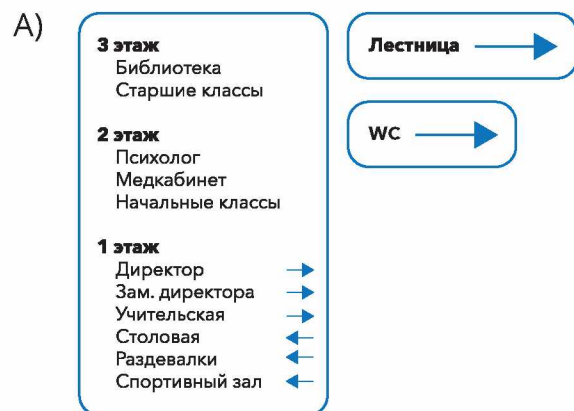 А)
3 этаж
Библиотека
Старшие классы
2 этаж
Психолог
Медкабинет
Начальные классы
1 этаж
Директор
Зам. директора
Учительская
Столовая
Раздевалки
Спортивный зал
Лестница
WC